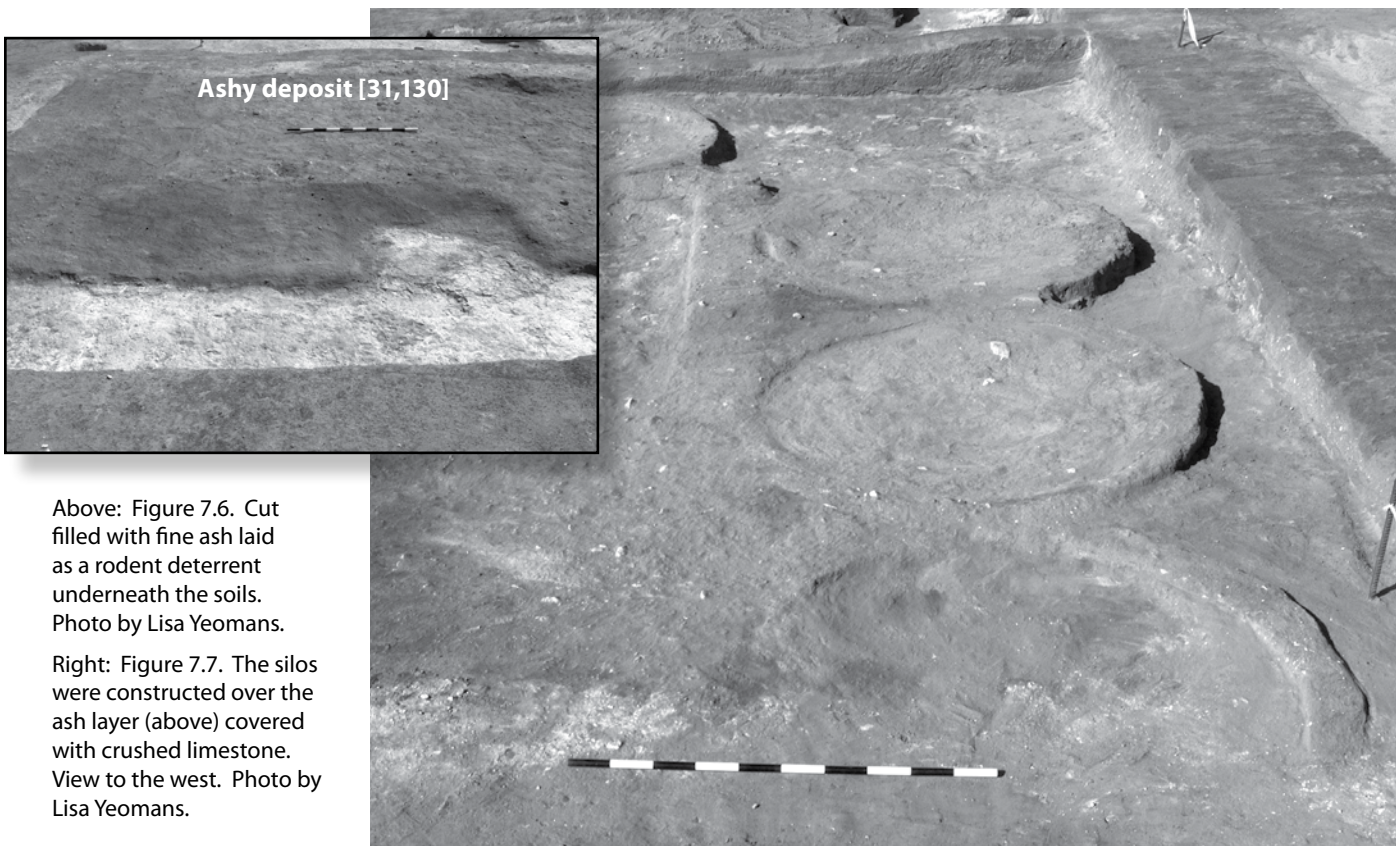 Ashy deposit [31,130]
Above: Figure 7.6. Cut
filled with fine ash laid
as a rodent deterrent
underneath the soils.
Photo by Lisa Yeomans.
Right: Figure 7.7. The silos
were constructed over the
ash layer (above) covered
with crushed limestone.
View to the west. Photo by
Lisa Yeomans.